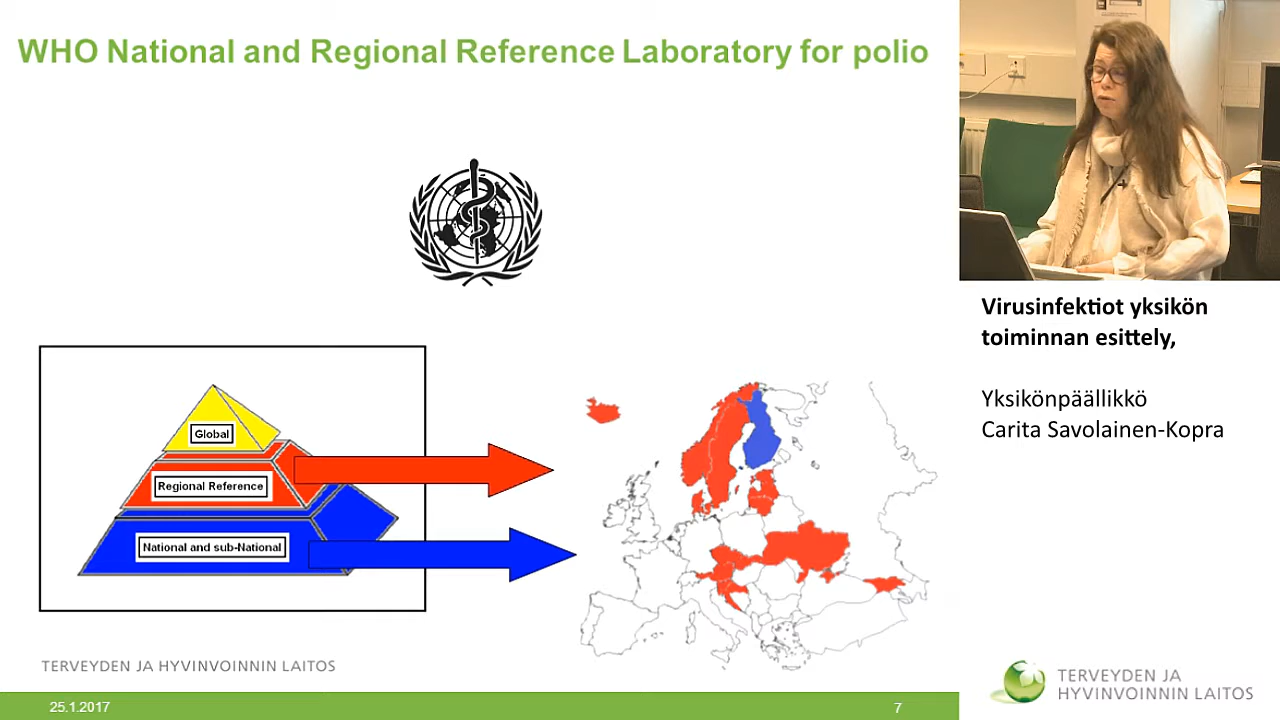 WHO National and Regional Reference Laboratory for polio
Global
Regional Reference
National and sub-National
TERVEYDEN JA HYVINVOINNIN LAITOS
25.1.2017
7
Virusinfektiot yksikön
toiminnan esittely,
Yksikönpäällikkö
Carita Savolainen-Kopra
TERVEYDEN JA
HYVINVOINNIN LAITOS